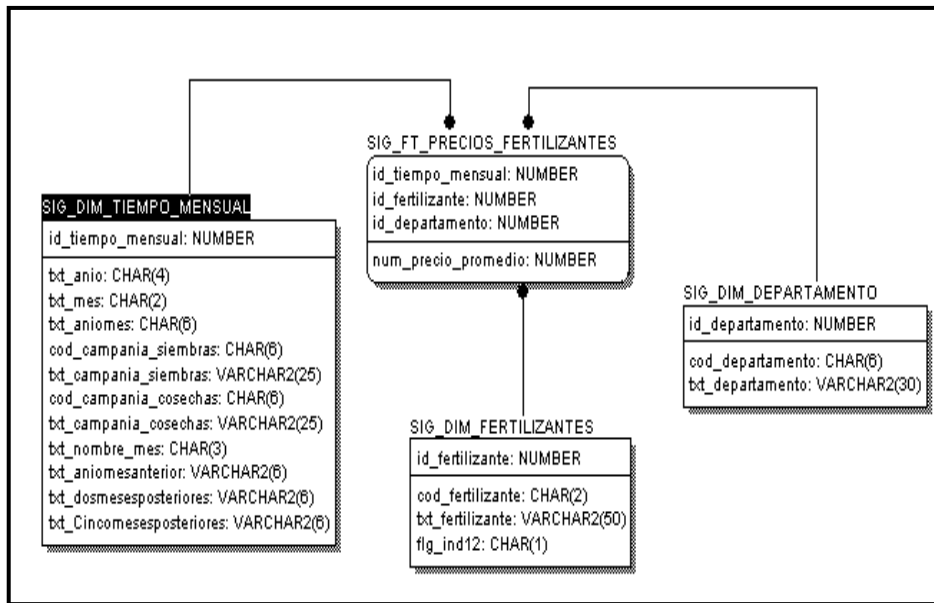 SIG_FT_PRECIOS_FERTILIZANTES
id_tiempo_mensual: NUMBER
id_fertilizante: NUMBER
id_departamento: NUMBER
num_precio_promedio: NUMBER
SIG_DIM_TIEMPO_MENSUAL
id_tiempo_mensual: NUMBER
txt_anio: CHAR(4)
txt_mes: CHAR(2)
txt_aniomes: CHAR(6)
cod_campania_siembras: CHAR(6)
txt_campania_siembras: VARCHAR2(25)
cod_campania_cosechas: CHAR(6)
txt_campania_cosechas: VARCHAR2(25)
txt_nombre_mes: CHAR(3)
txt_aniomesanterior: VARCHAR2(6)
txt_dosmesesposteriores: VARCHAR2(6)
txt_Cincomesesposteriores: VARCHAR2(6)
SIG_DIM_DEPARTAMENTO
id_departamento: NUMBER
cod_departamento: CHAR(6)
txt_departamento: VARCHAR2(30)
SIG_DIM_FERTILIZANTES
id_fertilizante: NUMBER
cod_fertilizante: CHAR(2)
txt_fertilizante: VARCHAR2(50)
flg_ind12: CHAR(1)